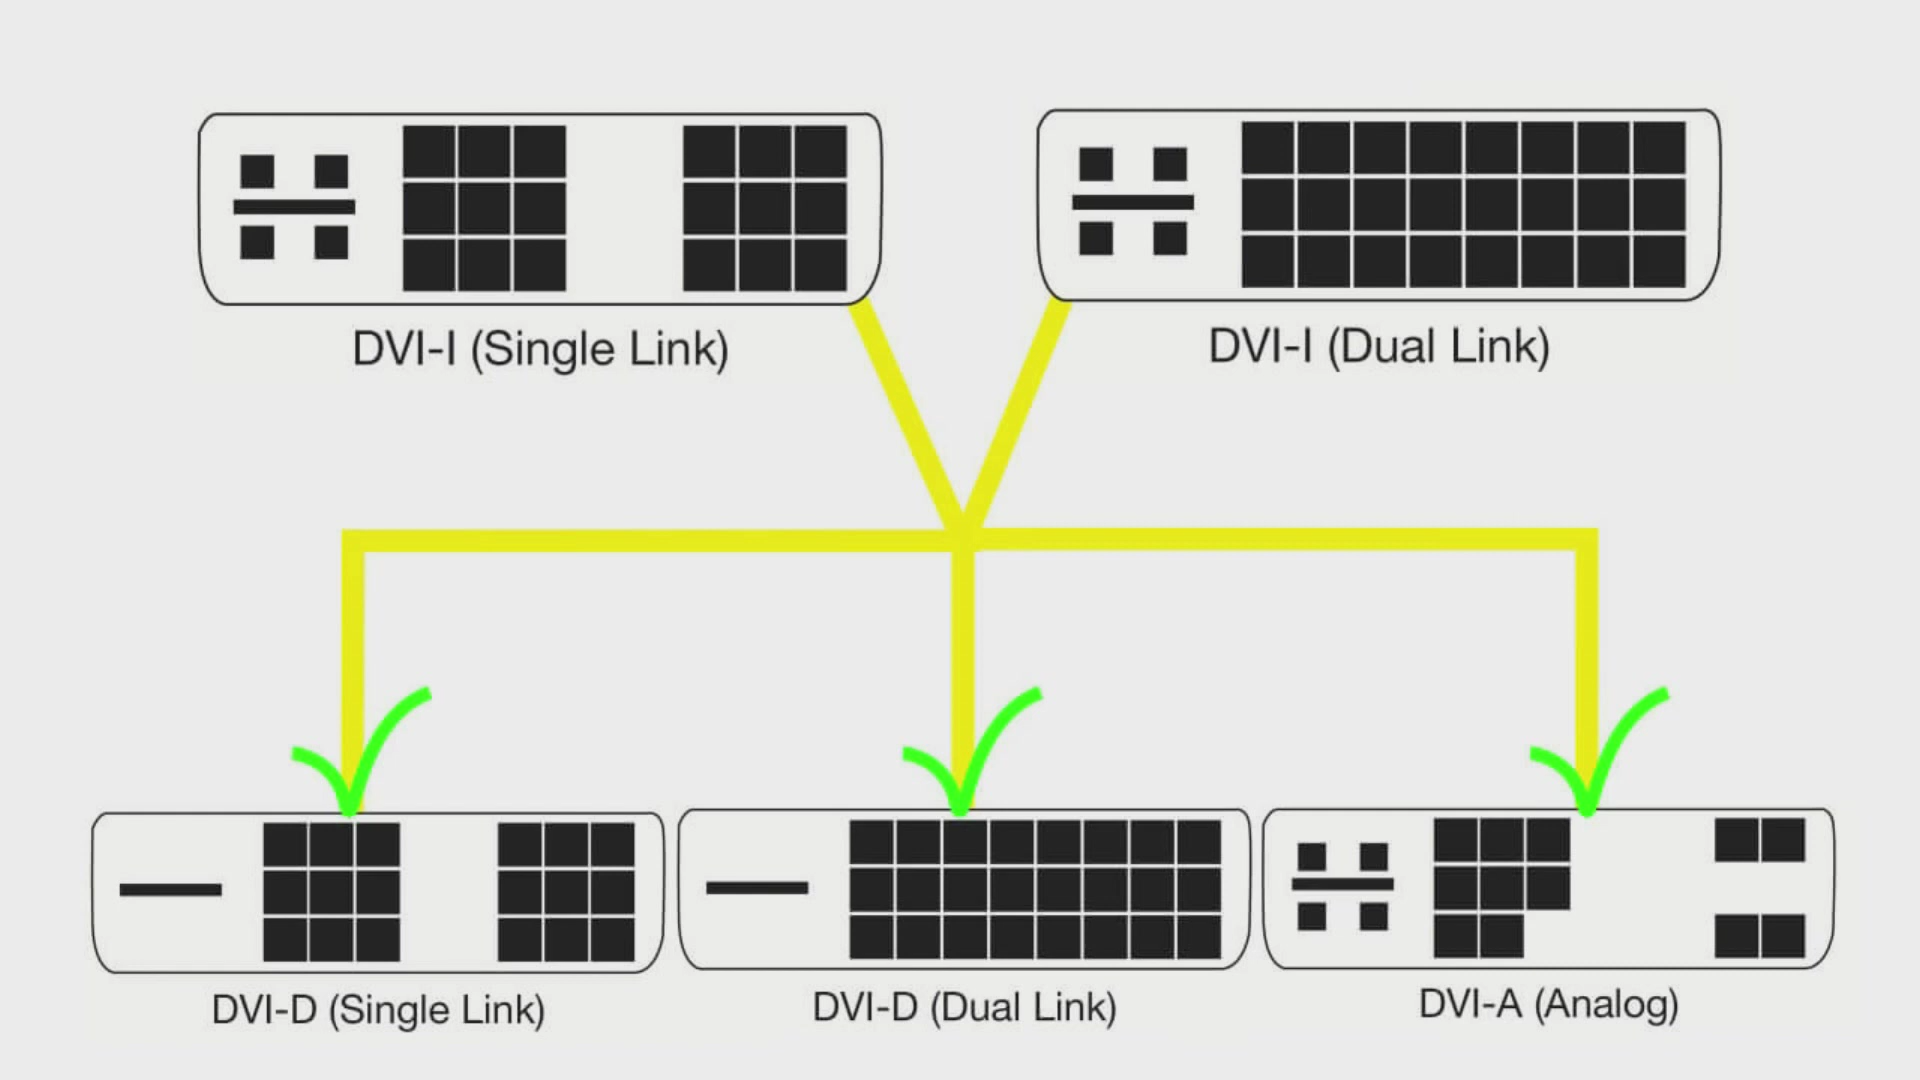 DVI-I (Single Link)
DVI-I (Dual Link)
DVI-D (Single Link)
DVI-D (Dual Link)
DVI-A (Analog)